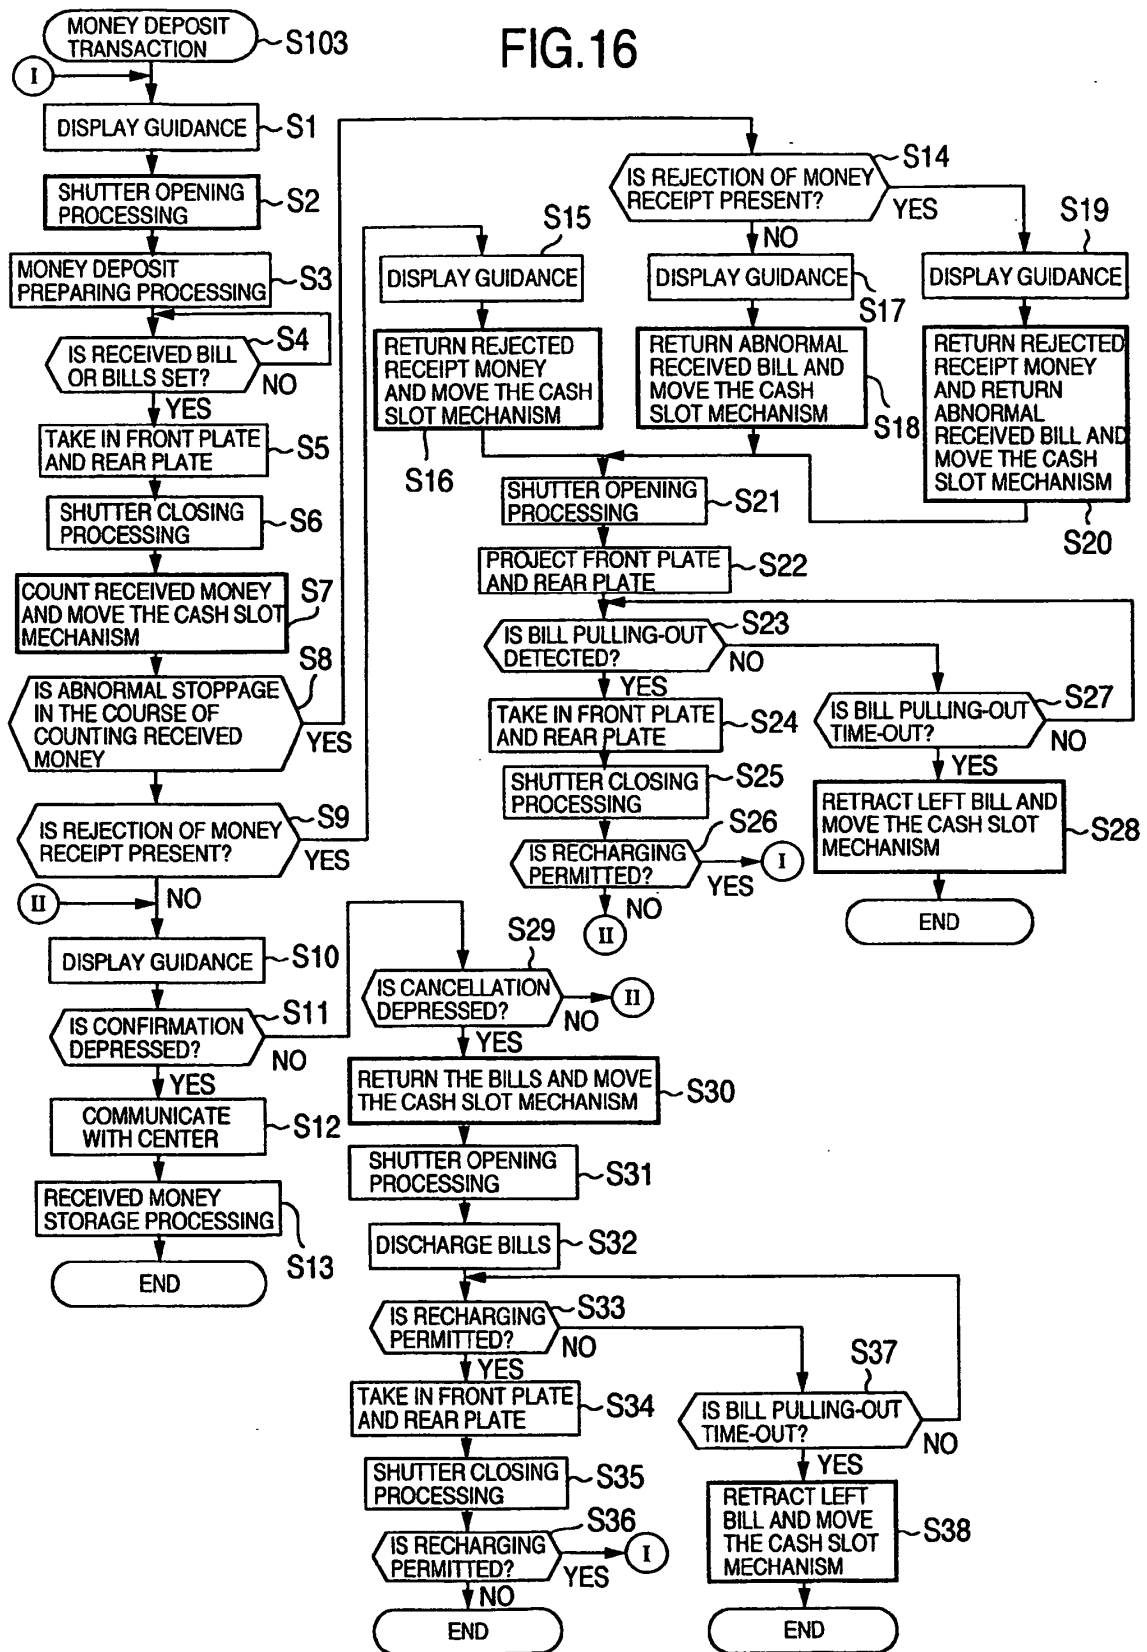 FIG.16
MONEY DEPOSIT
TRANSACTION
S103
I
DISPLAY GUIDANCE
S1
SHUTTER OPENING
PROCESSING
S2
MONEY DEPOSIT
PREPARING PROCESSING
S3
IS RECEIVED BILL
OR BILLS SET?
S4
NO
YES
TAKE IN FRONT PLATE
AND REAR PLATE
S5
SHUTTER CLOSING
PROCESSING
S6
COUNT RECEIVED MONEY
AND MOVE THE CASH SLOT
MECHANISM
S7
IS ABNORMAL STOPPAGE
IN THE COURSE OF
COUNTING RECEIVED
MONEY
S8
YES
IS REJECTION OF MONEY
RECEIPT PRESENT?
S9
YES
NO
II
DISPLAY GUIDANCE
S10
IS CONFIRMATION
DEPRESSED?
S11
NO
YES
COMMUNICATE
WITH CENTER
S12
RECEIVED MONEY
STORAGE PROCESSING
S13
END
IS REJECTION OF MONEY
RECEIPT PRESENT?
S14
YES
NO
S15
DISPLAY GUIDANCE
RETURN REJECTED
RECEIPT MONEY
AND MOVE THE CASH
SLOT MECHANISM
S16
DISPLAY GUIDANCE
S17
RETURN ABNORMAL
RECEIVED BILL AND
MOVE THE CASH
SLOT MECHANISM
S18
S19
DISPLAY GUIDANCE
RETURN REJECTED
RECEIPT MONEY
AND RETURN
ABNORMAL
RECEIVED BILL AND
MOVE THE CASH
SLOT MECHANISM
S20
SHUTTER OPENING
PROCESSING
S21
PROJECT FRONT PLATE
AND REAR PLATE
S22
IS BILL PULLING-OUT
DETECTED?
S23
NO
YES
TAKE IN FRONT PLATE
AND REAR PLATE
S24
SHUTTER CLOSING
PROCESSING
S25
IS RECHARGING
PERMITTED?
S26
YES
I
NO
II
IS BILL PULLING-OUT
TIME-OUT?
S27
NO
YES
RETRACT LEFT BILL AND
MOVE THE CASH SLOT
MECHANISM
S28
END
S29
IS CANCELLATION
DEPRESSED?
NO
II
YES
RETURN THE BILLS AND MOVE
THE CASH SLOT MECHANISM
S30
SHUTTER OPENING
PROCESSING
S31
DISCHARGE BILLS
S32
IS RECHARGING
PERMITTED?
S33
NO
YES
TAKE IN FRONT PLATE
AND REAR PLATE
S34
SHUTTER CLOSING
PROCESSING
S35
IS RECHARGING
PERMITTED?
S36
YES
I
NO
END
S37
IS BILL PULLING-OUT
TIME-OUT?
NO
YES
RETRACT LEFT
BILL AND MOVE
THE CASH SLOT
MECHANISM
S38
END